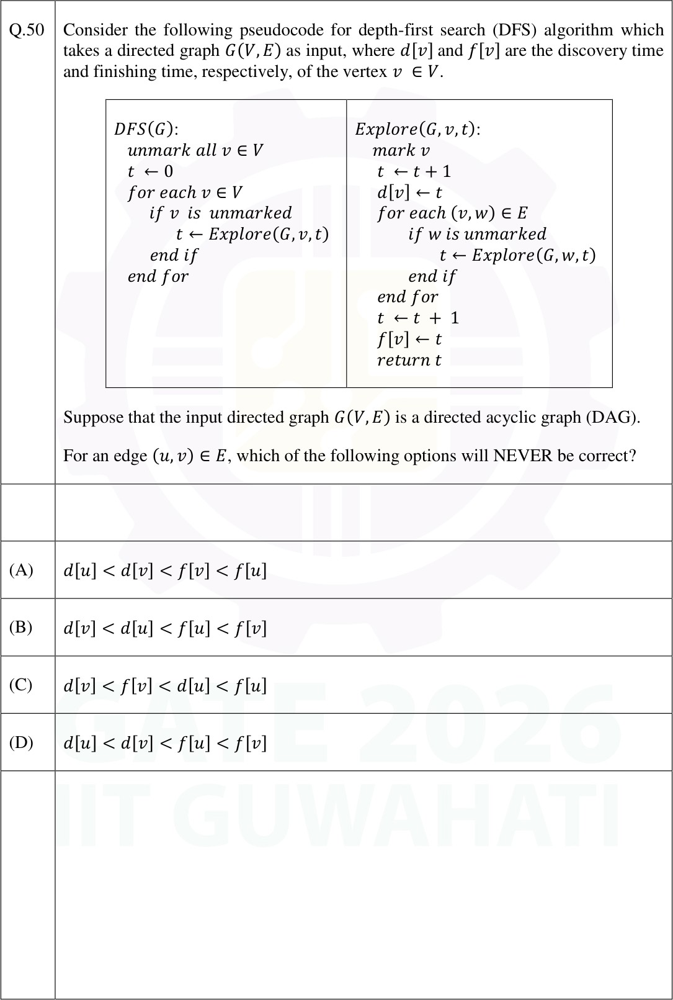 Q.50 Consider the following pseudocode for depth-first search (DFS) algorithm which
takes a directed graph G(V, E) as input, where d[v] and f[v] are the discovery time
and finishing time, respectively, of the vertex v ∈ V.
DFS(G):
unmark all v ∈ V
t ← 0
for each v ∈ V
if v is unmarked
t ← Explore(G, v, t)
end if
end for
Explore(G, v, t):
mark v
t ← t + 1
d[v] ← t
for each (v, w) ∈ E
if w is unmarked
t ← Explore(G, w, t)
end if
end for
t ← t + 1
f[v] ← t
return t
Suppose that the input directed graph G(V, E) is a directed acyclic graph (DAG).
For an edge (u, v) ∈ E, which of the following options will NEVER be correct?
(A) d[u] < d[v] < f[v] < f[u]
(B) d[v] < d[u] < f[u] < f[v]
(C) d[v] < f[v] < d[u] < f[u]
(D) d[u] < d[v] < f[u] < f[v]
GATE 2026
IIT GUWAHATI